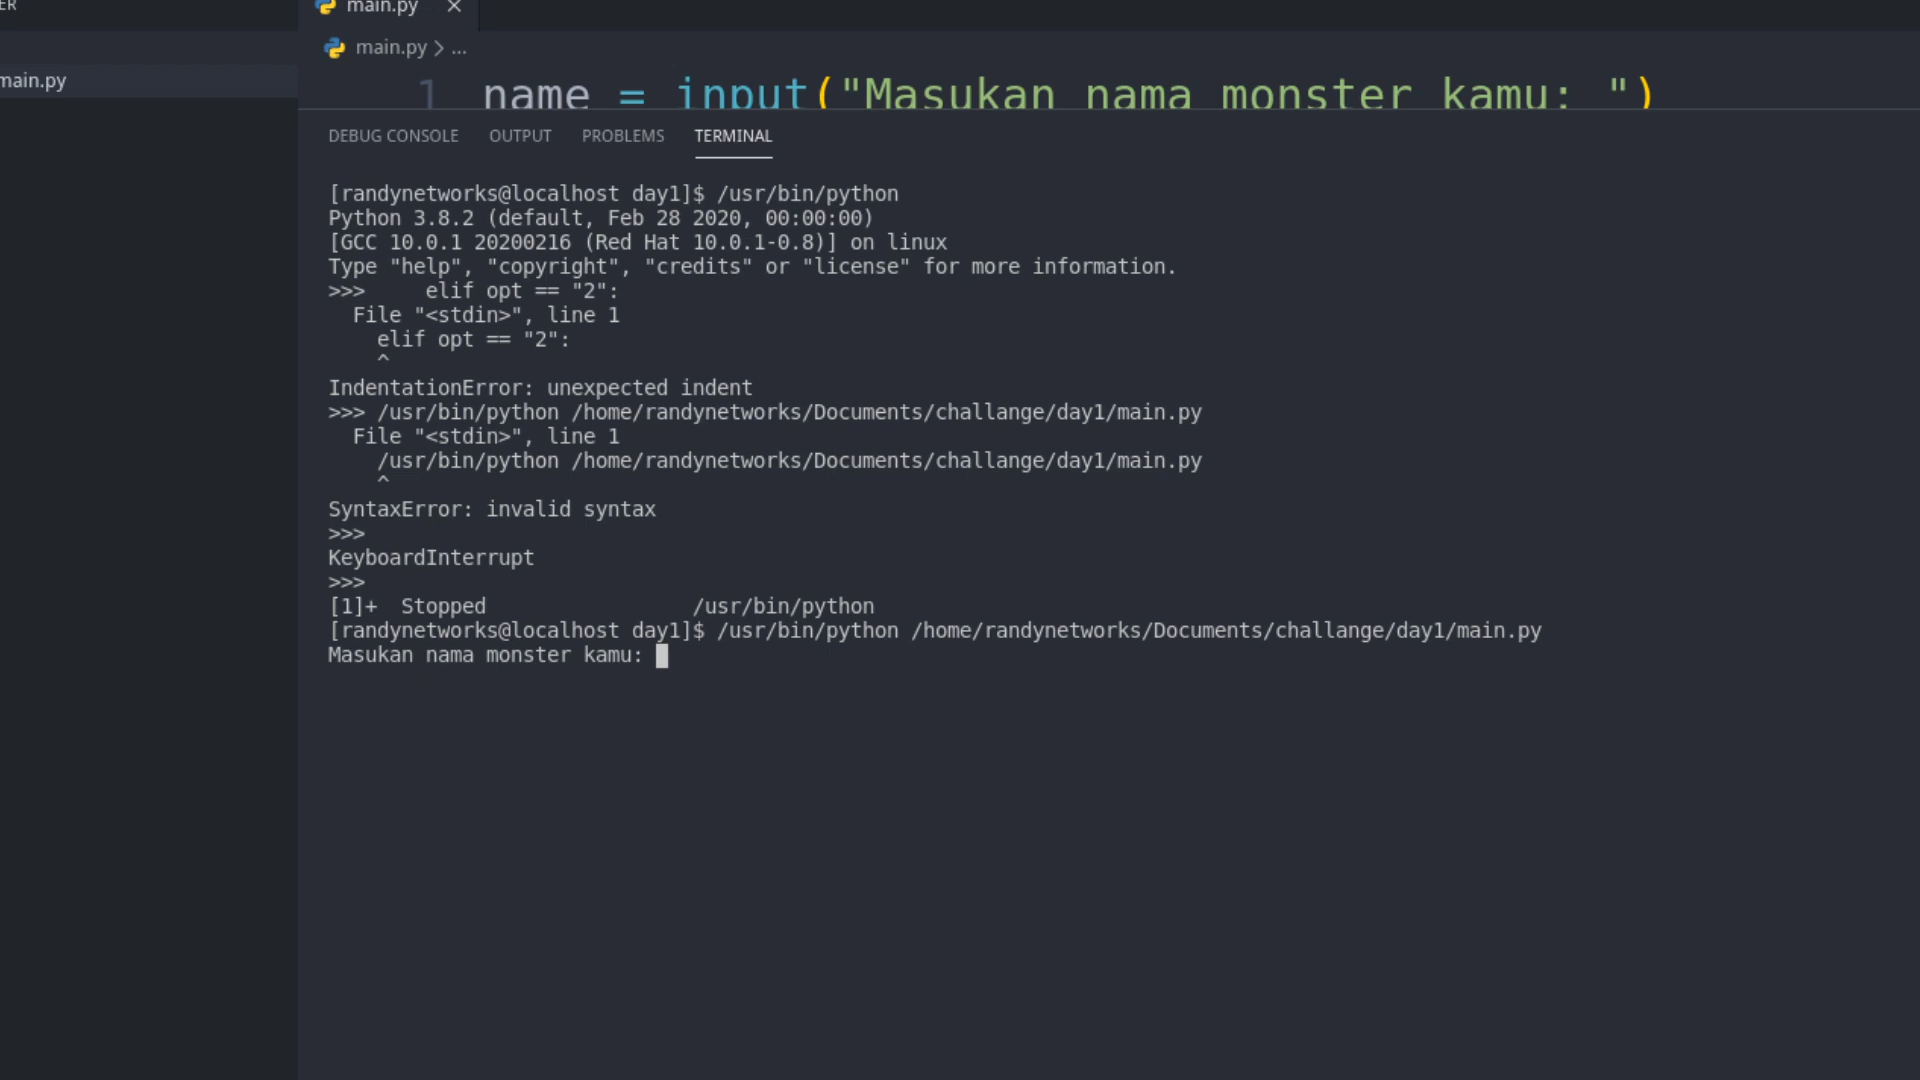 ER
main.py
main.py
main.py > ...
1 name = input("Masukan nama monster kamu: ")
DEBUG CONSOLE OUTPUT PROBLEMS TERMINAL
[randynetworks@localhost day1]$ /usr/bin/python
Python 3.8.2 (default, Feb 28 2020, 00:00:00)
[GCC 10.0.1 20200216 (Red Hat 10.0.1-0.8)] on linux
Type "help", "copyright", "credits" or "license" for more information.
>>>     elif opt == "2":
  File "<stdin>", line 1
    elif opt == "2":
    ^
IndentationError: unexpected indent
>>> /usr/bin/python /home/randynetworks/Documents/challange/day1/main.py
  File "<stdin>", line 1
    /usr/bin/python /home/randynetworks/Documents/challange/day1/main.py
    ^
SyntaxError: invalid syntax
>>>
KeyboardInterrupt
>>>
[1]+  Stopped                 /usr/bin/python
[randynetworks@localhost day1]$ /usr/bin/python /home/randynetworks/Documents/challange/day1/main.py
Masukan nama monster kamu: